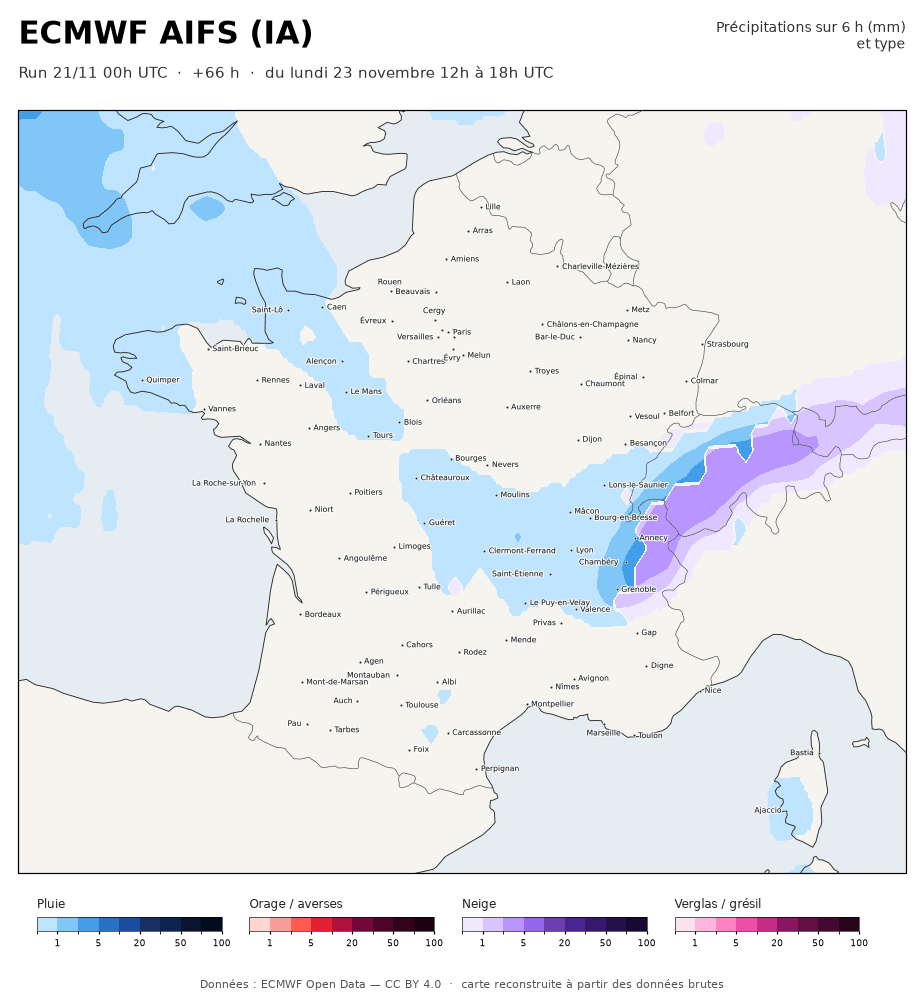 ECMWF AIFS (IA)
Précipitations sur 6 h (mm)
et type
Run 21/11 00h UTC · +66 h · du lundi 23 novembre 12h à 18h UTC
Lille
Arras
Amiens
Charleville-Mézières
Rouen
Laon
Beauvais
Saint-Lô
Caen
Cergy
Metz
Évreux
Châlons-en-Champagne
Paris
Versailles
Bar-le-Duc
Nancy
Strasbourg
Saint-Brieuc
Évry
Melun
Alençon
Chartres
Troyes
Épinal
Quimper
Rennes
Laval
Chaumont
Colmar
Le Mans
Orléans
Vannes
Auxerre
Vesoul
Belfort
Angers
Blois
Tours
Nantes
Dijon
Besançon
Bourges
Nevers
La Roche-sur-Yon
Châteauroux
Lons-le-Saunier
Poitiers
Moulins
Niort
Mâcon
La Rochelle
Guéret
Bourg-en-Bresse
Annecy
Limoges
Clermont-Ferrand
Lyon
Angoulême
Chambéry
Saint-Étienne
Périgueux
Tulle
Grenoble
Le Puy-en-Velay
Bordeaux
Aurillac
Valence
Privas
Gap
Cahors
Mende
Rodez
Agen
Digne
Montauban
Mont-de-Marsan
Albi
Avignon
Nîmes
Nice
Auch
Toulouse
Montpellier
Pau
Tarbes
Carcassonne
Marseille
Toulon
Foix
Bastia
Perpignan
Ajaccio
Pluie
Orage / averses
Neige
Verglas / grésil
1 5 20 50 100
1 5 20 50 100
1 5 20 50 100
1 5 20 50 100
Données : ECMWF Open Data — CC BY 4.0 · carte reconstruite à partir des données brutes